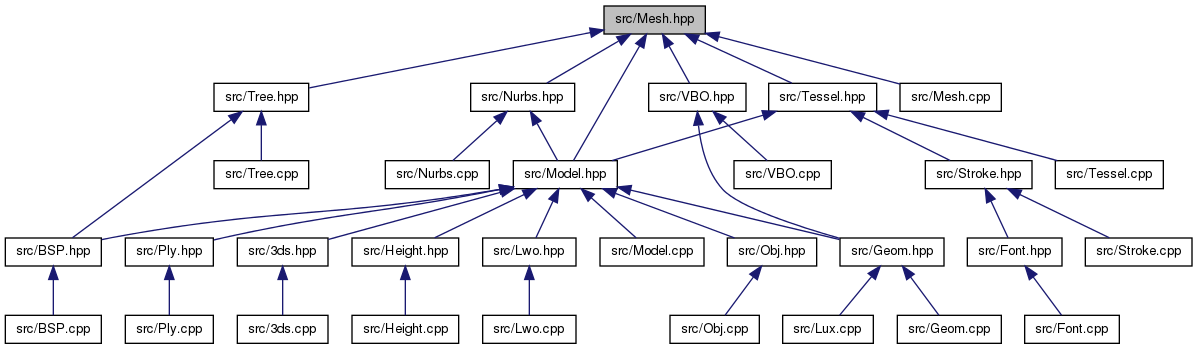 src/Mesh.hpp
src/Tree.hpp
src/Nurbs.hpp
src/VBO.hpp
src/Tessel.hpp
src/Mesh.cpp
src/Tree.cpp
src/Nurbs.cpp
src/Model.hpp
src/VBO.cpp
src/Stroke.hpp
src/Tessel.cpp
src/BSP.hpp
src/Ply.hpp
src/3ds.hpp
src/Height.hpp
src/Lwo.hpp
src/Model.cpp
src/Obj.hpp
src/Geom.hpp
src/Font.hpp
src/Stroke.cpp
src/BSP.cpp
src/Ply.cpp
src/3ds.cpp
src/Height.cpp
src/Lwo.cpp
src/Obj.cpp
src/Lux.cpp
src/Geom.cpp
src/Font.cpp